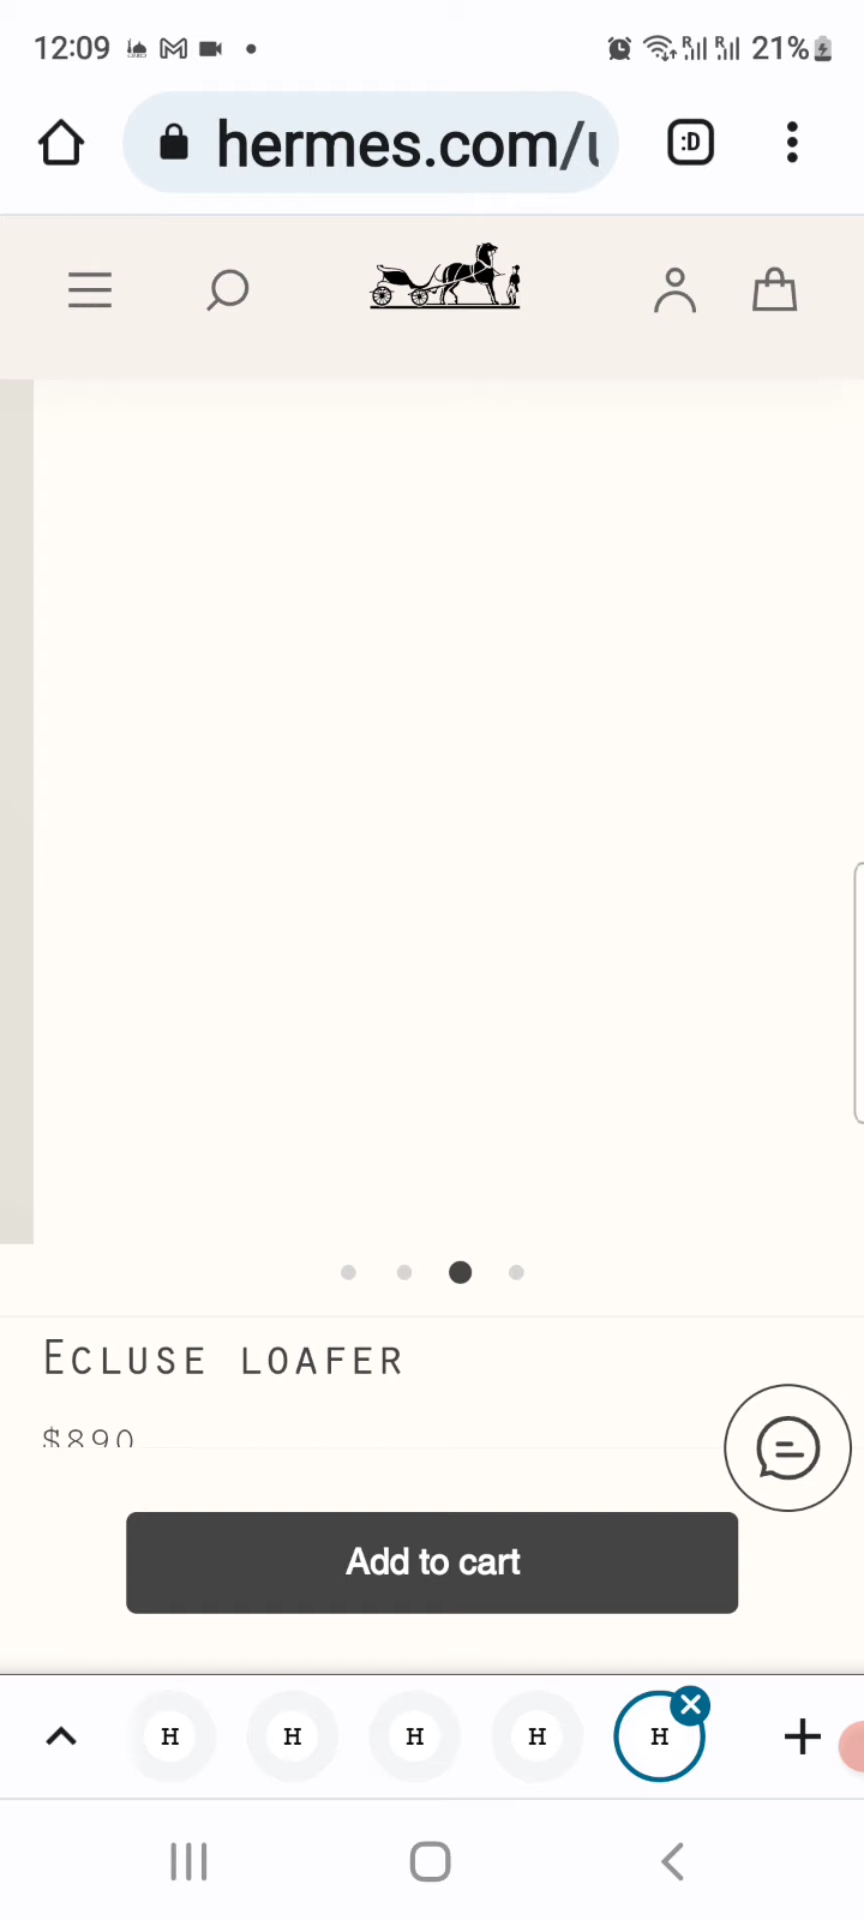 12:09 21%
hermes.com/ :D
ECLUSE LOAFER
$890
Add to cart
H H H H H